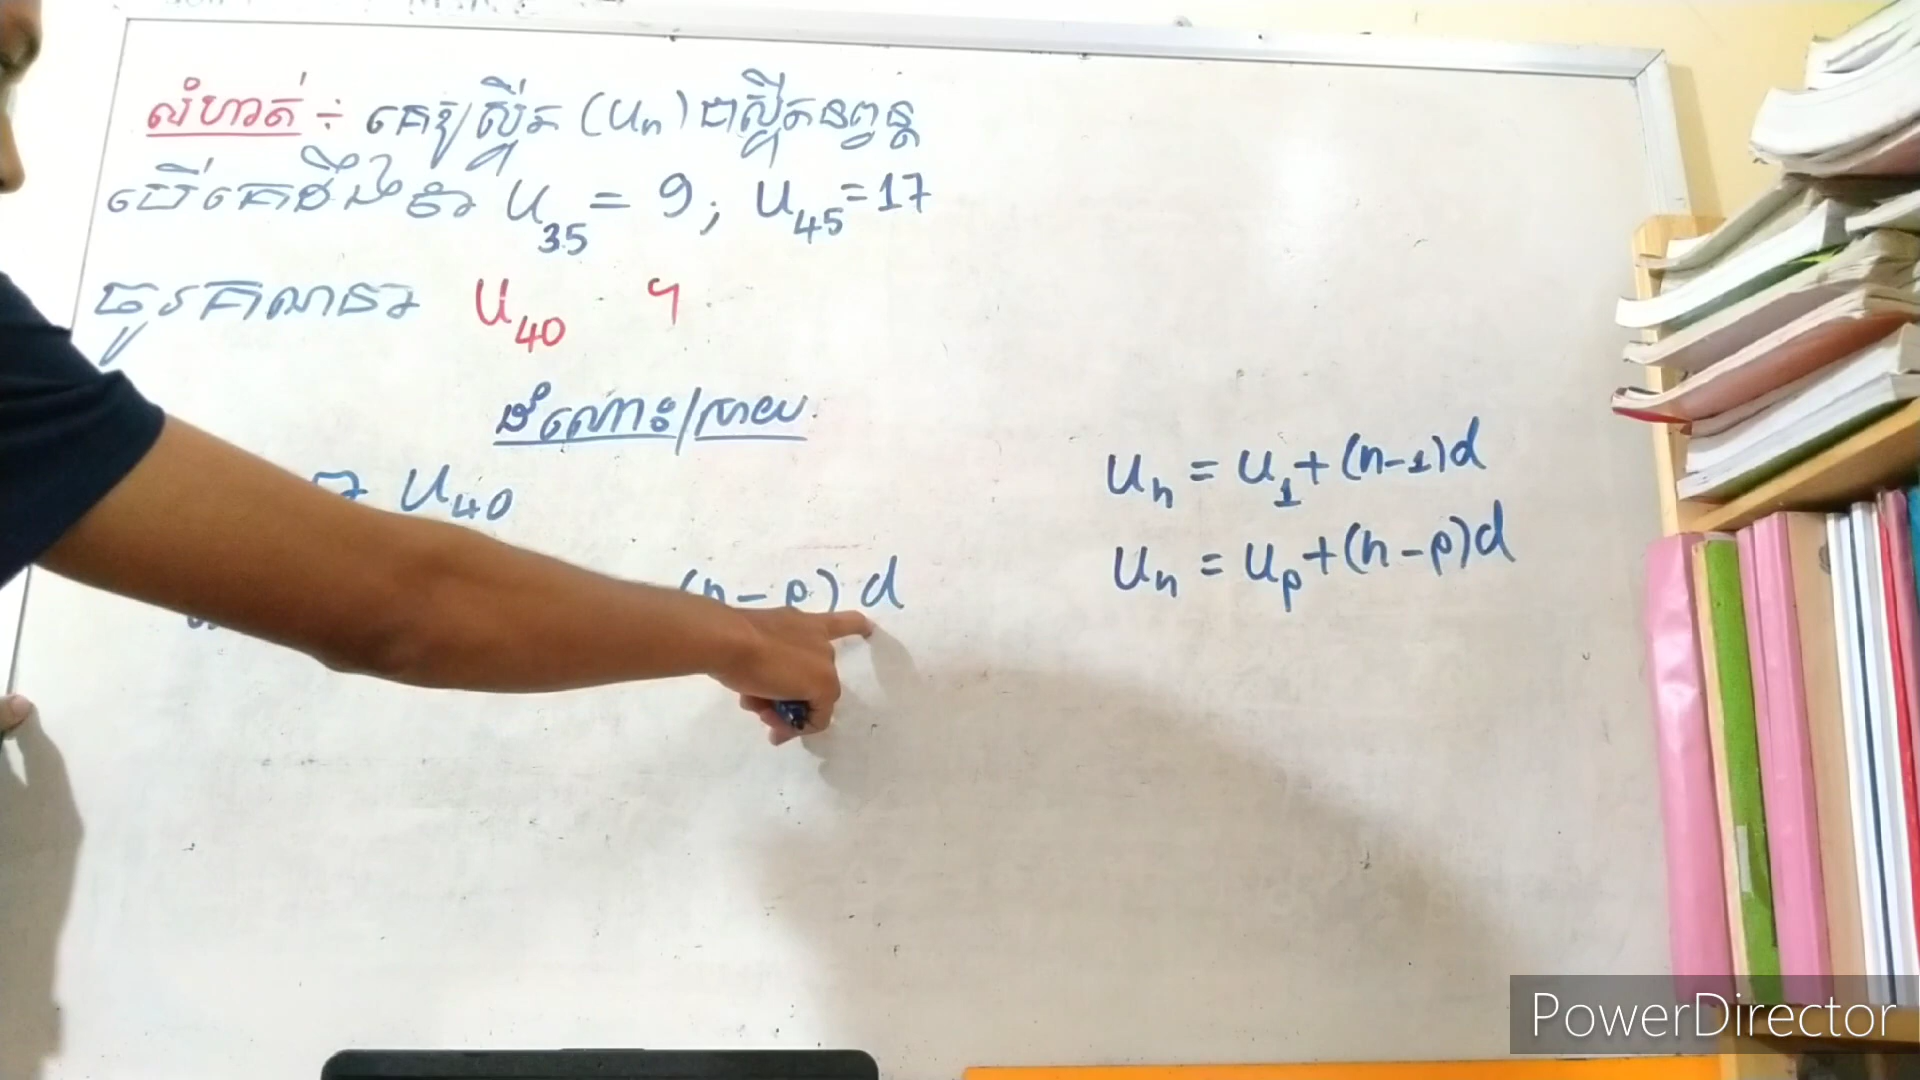 លំហាត់ ÷ គេឱ្យស្វ៊ីត (Uₙ) ជាស្វ៊ីតនព្វន្ត
បើគេដឹងថា U₃₅ = 9 ; U₄₅ = 17
ចូរគណនា U₄₀ ។
ដំណោះស្រាយ
U₄₀
(n - p) d
Uₙ = U₁ + (n-1)d
Uₙ = Uₚ + (n-p)d
PowerDirector